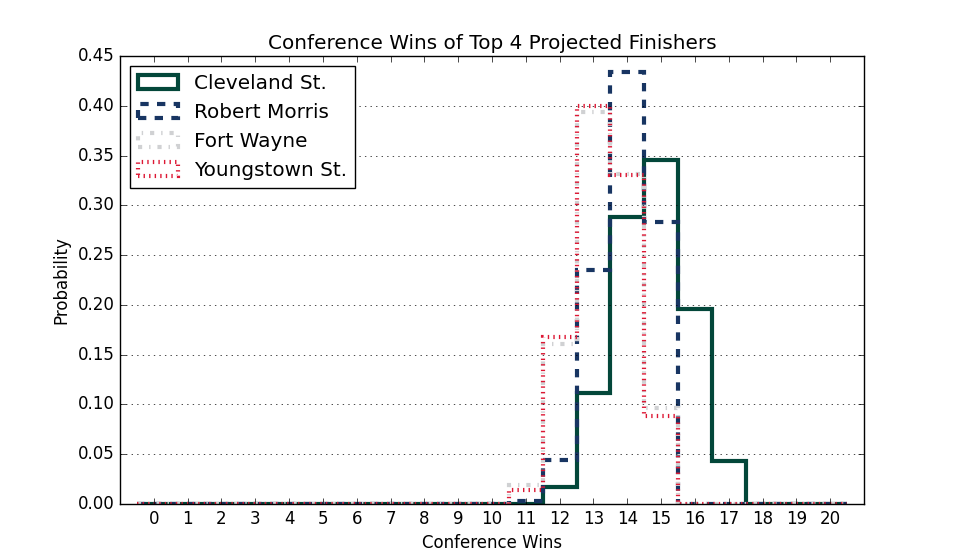 Conference Wins of Top 4 Projected Finishers
0.45
0.40
0.35
0.30
0.25
0.20
0.15
0.10
0.05
0.00
Probability
Cleveland St.
Robert Morris
Fort Wayne
Youngstown St.
0 1 2 3 4 5 6 7 8 9 10 11 12 13 14 15 16 17 18 19 20
Conference Wins